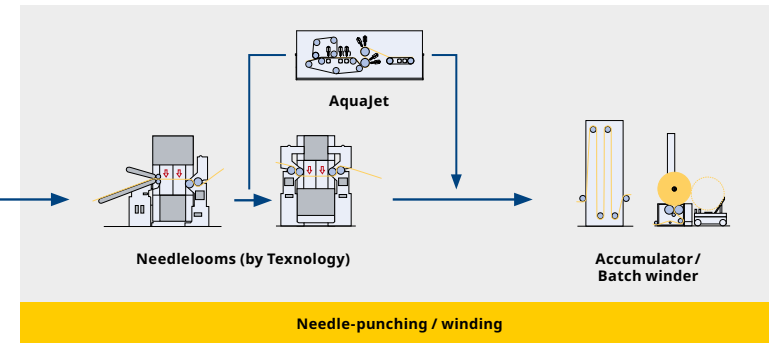 AquaJet
Needlelooms (by Texnology)
Accumulator/
Batch winder
Needle-punching / winding